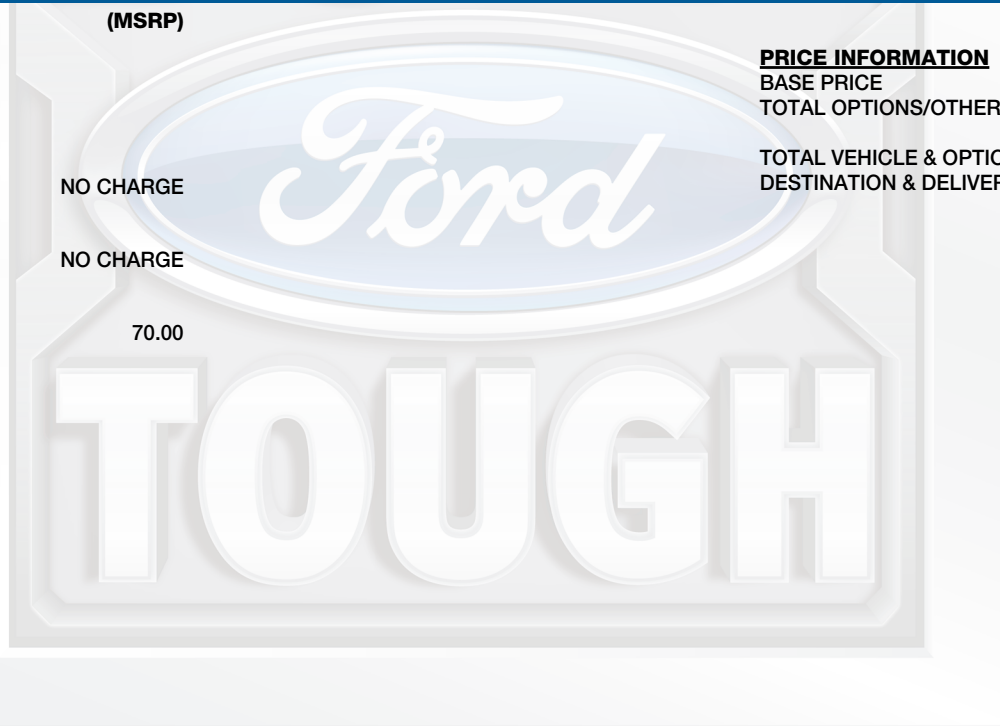 (MSRP)
PRICE INFORMATION
BASE PRICE
TOTAL OPTIONS/OTHER
TOTAL VEHICLE & OPTIO
DESTINATION & DELIVER
NO CHARGE
NO CHARGE
70.00
Ford
TOUGH